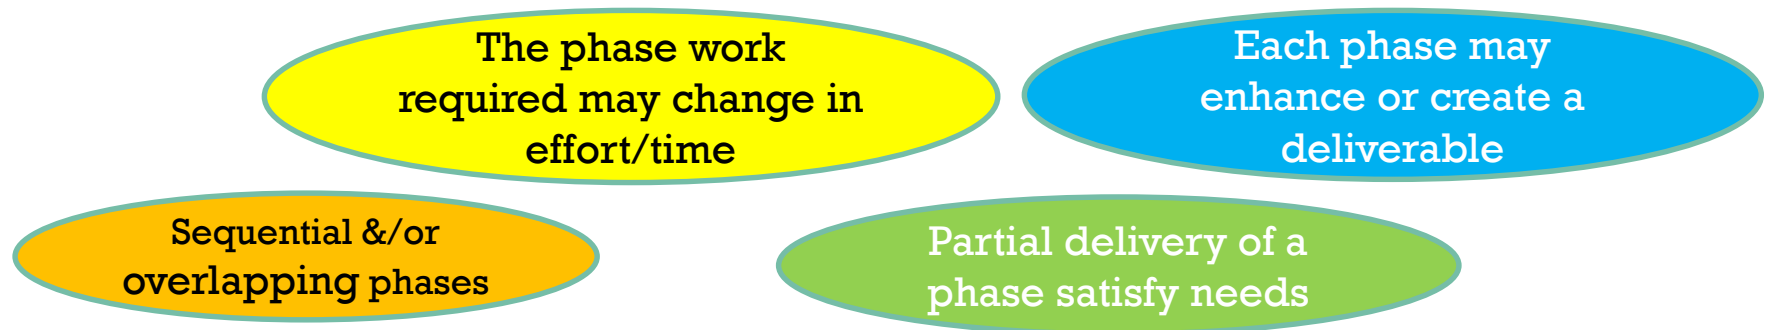 The phase work
required may change in
effort/time
Each phase may
enhance or create a
deliverable
Sequential &/or
overlapping phases
Partial delivery of a
phase satisfy needs